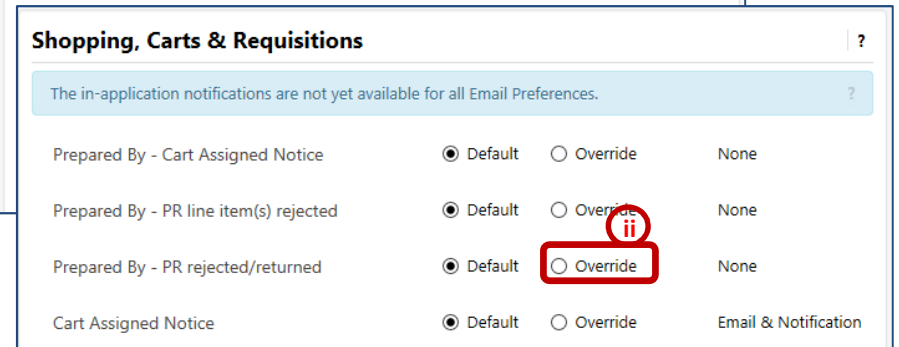 Shopping, Carts & Requisitions ?
The in-application notifications are not yet available for all Email Preferences. ?
Prepared By - Cart Assigned Notice Default Override None
Prepared By - PR line item(s) rejected Default Override None
ii
Prepared By - PR rejected/returned Default Override None
Cart Assigned Notice Default Override Email & Notification